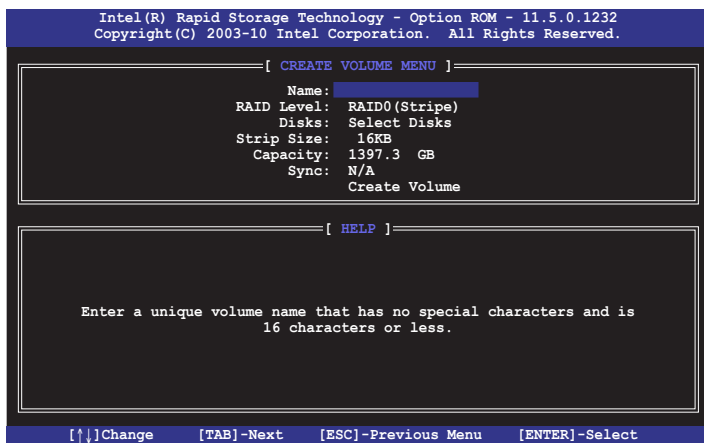 Intel(R) Rapid Storage Technology - Option ROM - 11.5.0.1232
Copyright(C) 2003-10 Intel Corporation. All Rights Reserved.
[ CREATE VOLUME MENU ]
Name:
RAID Level: RAID0(Stripe)
Disks: Select Disks
Strip Size: 16KB
Capacity: 1397.3 GB
Sync: N/A
Create Volume
[ HELP ]
Enter a unique volume name that has no special characters and is
16 characters or less.
[↑↓]Change [TAB]-Next [ESC]-Previous Menu [ENTER]-Select